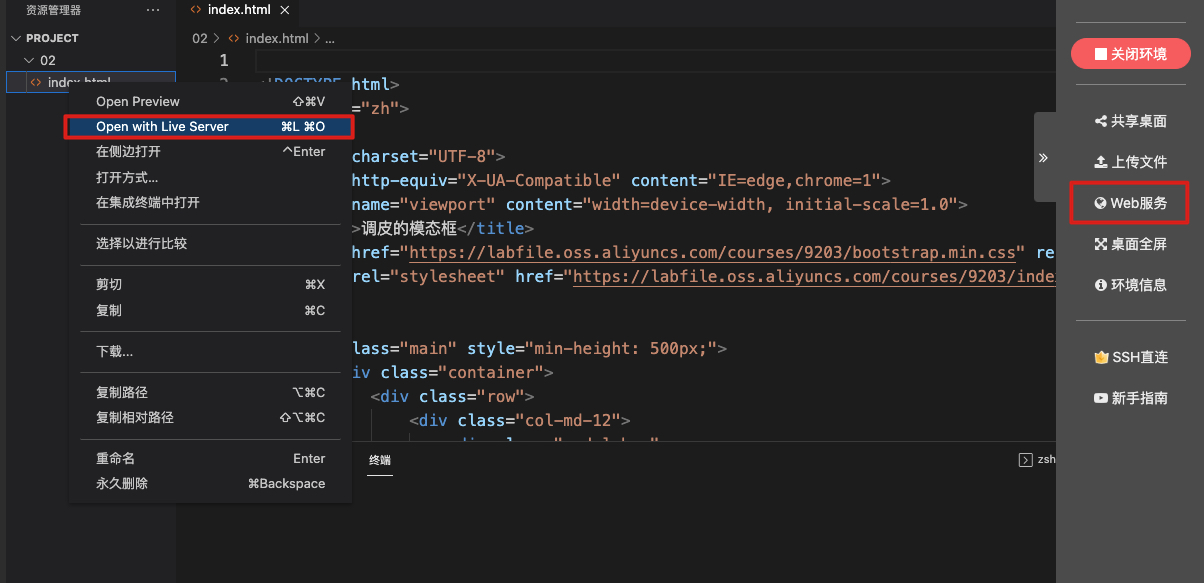 资源管理器 ...
index.html
PROJECT
02
index.html
02 > index.html > ...
1
html>
="zh">
charset="UTF-8">
http-equiv="X-UA-Compatible" content="IE=edge,chrome=1">
name="viewport" content="width=device-width, initial-scale=1.0">
>调皮的模态框</title>
href="https://labfile.oss.aliyuncs.com/courses/9203/bootstrap.min.css" re
rel="stylesheet" href="https://labfile.oss.aliyuncs.com/courses/9203/inde
lass="main" style="min-height: 500px;">
iv class="container">
<div class="row">
<div class="col-md-12">
Open Preview ⇧⌘V
Open with Live Server ⌘L ⌘O
在侧边打开 ^Enter
打开方式...
在集成终端中打开
选择以进行比较
剪切 ⌘X
复制 ⌘C
下载...
复制路径 ⌥⌘C
复制相对路径 ⇧⌥⌘C
重命名 Enter
永久删除 ⌘Backspace
终端
zsh
关闭环境
共享桌面
上传文件
Web服务
桌面全屏
环境信息
SSH直连
新手指南